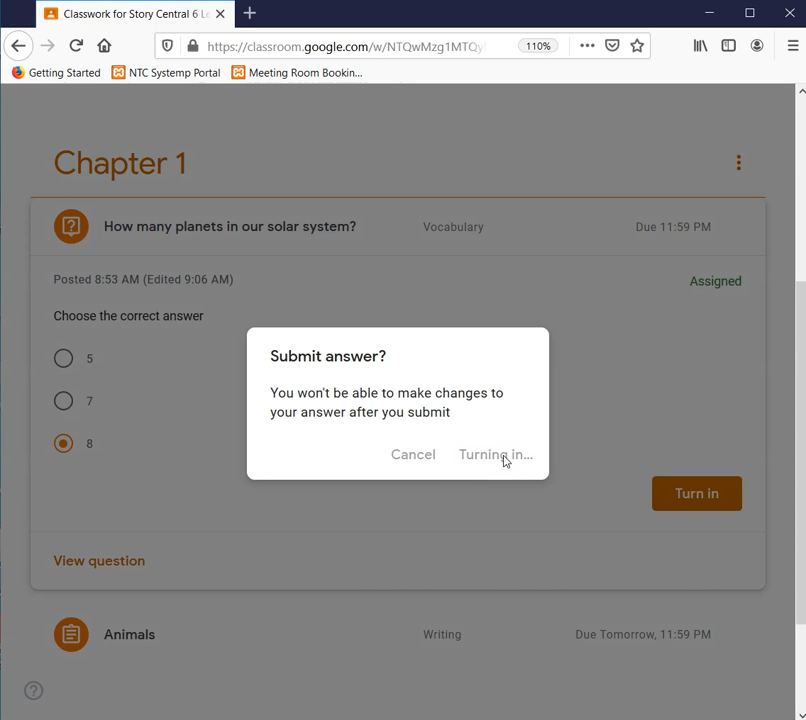 Classwork for Story Central 6 Le
https://classroom.google.com/w/NTQwMzg1MTQy
110%
Getting Started
NTC Systemp Portal
Meeting Room Bookin...
Chapter 1
How many planets in our solar system?
Vocabulary
Due 11:59 PM
Posted 8:53 AM (Edited 9:06 AM)
Assigned
Choose the correct answer
5
7
8
Submit answer?
You won't be able to make changes to
your answer after you submit
Cancel
Turning in...
Turn in
View question
Animals
Writing
Due Tomorrow, 11:59 PM